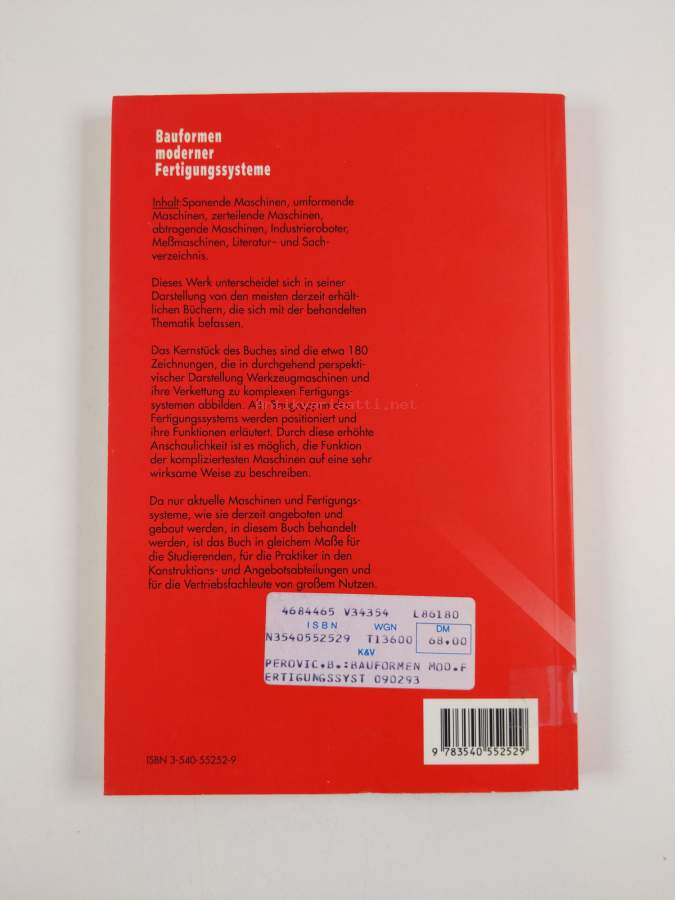 Bauformen
moderner
Fertigungssysteme
Inhalt:Spanende Maschinen, umformende
Maschinen, zerteilende Maschinen,
abtragende Maschinen, Industrieroboter,
Meßmaschinen, Literatur- und Sach-
verzeichnis.
Dieses Werk unterscheidet sich in seiner
Darstellung von den meisten derzeit erhält-
lichen Büchern, die sich mit der behandelten
Thematik befassen.
Das Kernstück des Buches sind die etwa 180
Zeichnungen, die in durchgehend perspekti-
vischer Darstellung Werkzeugmaschinen und
ihre Verkettung zu komplexen Fertigungs-
systemen abbilden.
antikvariaatti.net
Fertigungssystems werden positioniert und
ihre Funktionen erläutert. Durch diese erhöhte
Anschaulichkeit ist es möglich, die Funktion
der kompliziertesten Maschinen auf eine sehr
wirksame Weise zu beschreiben.
Da nur aktuelle Maschinen und Fertigungs-
systeme, wie sie derzeit angeboten und
gebaut werden, in diesem Buch behandelt
werden, ist das Buch in gleichem Maße für
die Studierenden, für die Praktiker in den
Konstruktions- und Angebotsabteilungen und
für die Vertriebsfachleute von großem Nutzen.
4684465 V34354 L86180
ISBN WGN DM
N3540552529 T13600 68.00
K&V
PEROVIC.B.:BAUFORMEN MOD.F
ERTIGUNGSSYST 090293
9 783540 552529
ISBN 3-540-55252-9